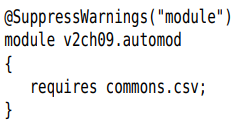 @SuppressWarnings("module")
module v2ch09.automod
{
   requires commons.csv;
}